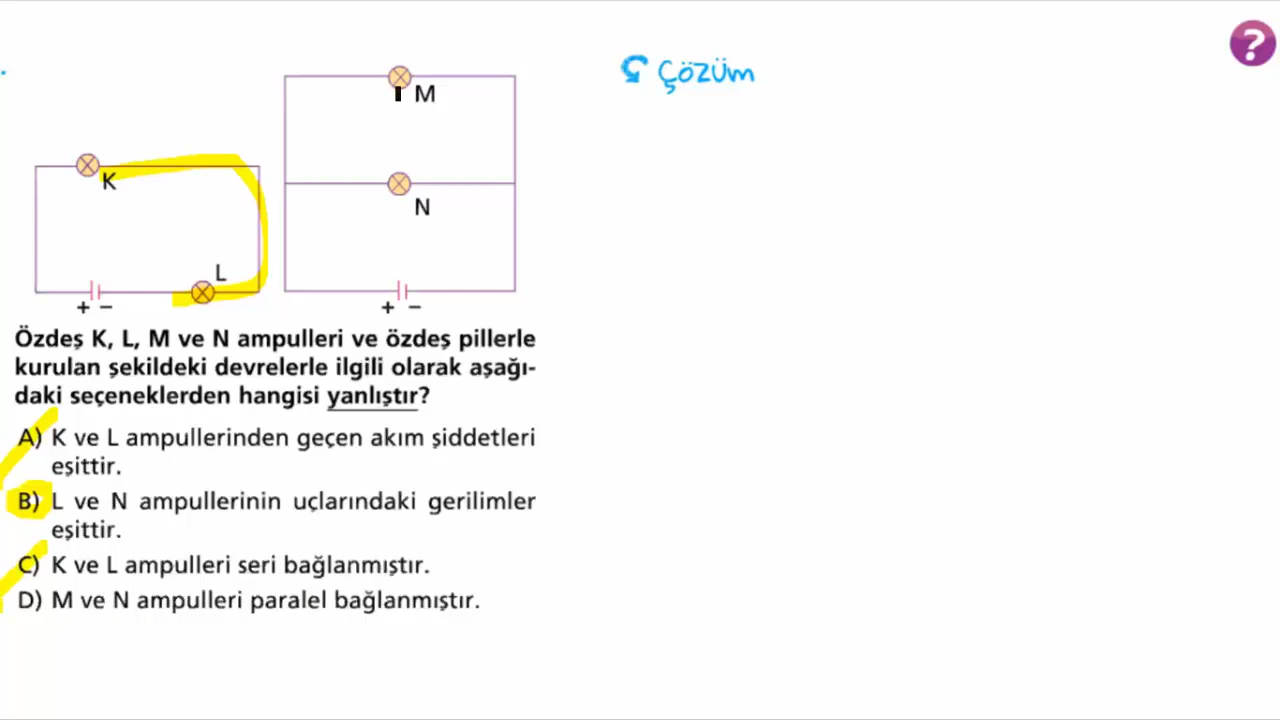 ?
Çözüm
M
K
N
L
+ −
+ −
Özdeş K, L, M ve N ampulleri ve özdeş pillerle
kurulan şekildeki devrelerle ilgili olarak aşağı-
daki seçeneklerden hangisi yanlıştır?
A) K ve L ampullerinden geçen akım şiddetleri
eşittir.
B) L ve N ampullerinin uçlarındaki gerilimler
eşittir.
C) K ve L ampulleri seri bağlanmıştır.
D) M ve N ampulleri paralel bağlanmıştır.